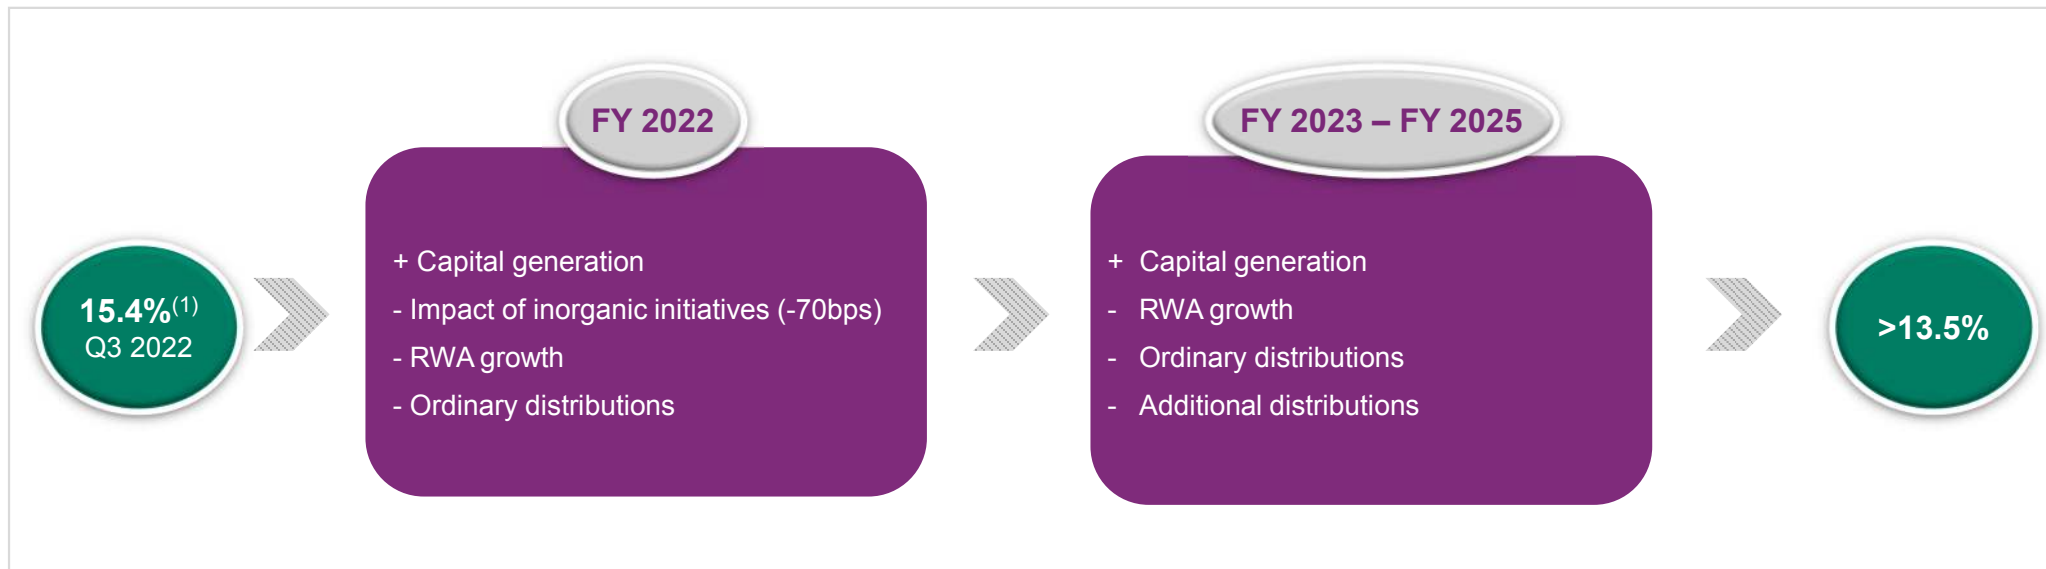 FY 2022
FY 2023 – FY 2025
15.4%(1)
Q3 2022
+ Capital generation
- Impact of inorganic initiatives (-70bps)
- RWA growth
- Ordinary distributions
+ Capital generation
- RWA growth
- Ordinary distributions
- Additional distributions
>13.5%